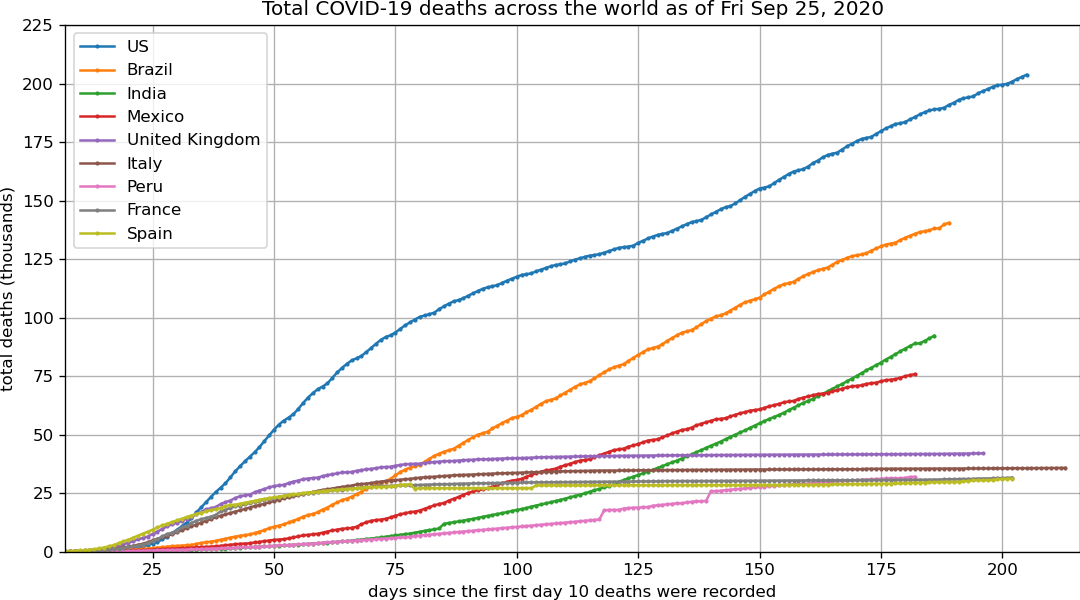 Total COVID-19 deaths across the world as of Fri Sep 25, 2020
225
200
175
150
125
100
75
50
25
0
total deaths (thousands)
US
Brazil
India
Mexico
United Kingdom
Italy
Peru
France
Spain
25 50 75 100 125 150 175 200
days since the first day 10 deaths were recorded